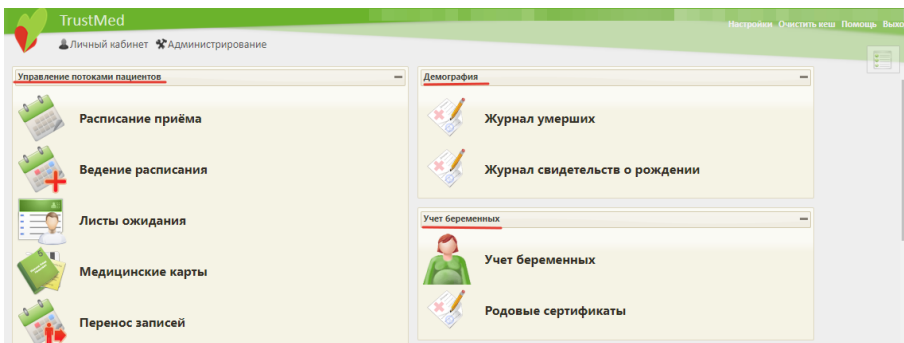 TrustMed
Настройки Очистить кеш Помощь Выхо
Личный кабинет Администрирование
Управление потоками пациентов
Расписание приёма
Ведение расписания
Листы ожидания
Медицинские карты
Перенос записей
Демография
Журнал умерших
Журнал свидетельств о рождении
Учет беременных
Учет беременных
Родовые сертификаты